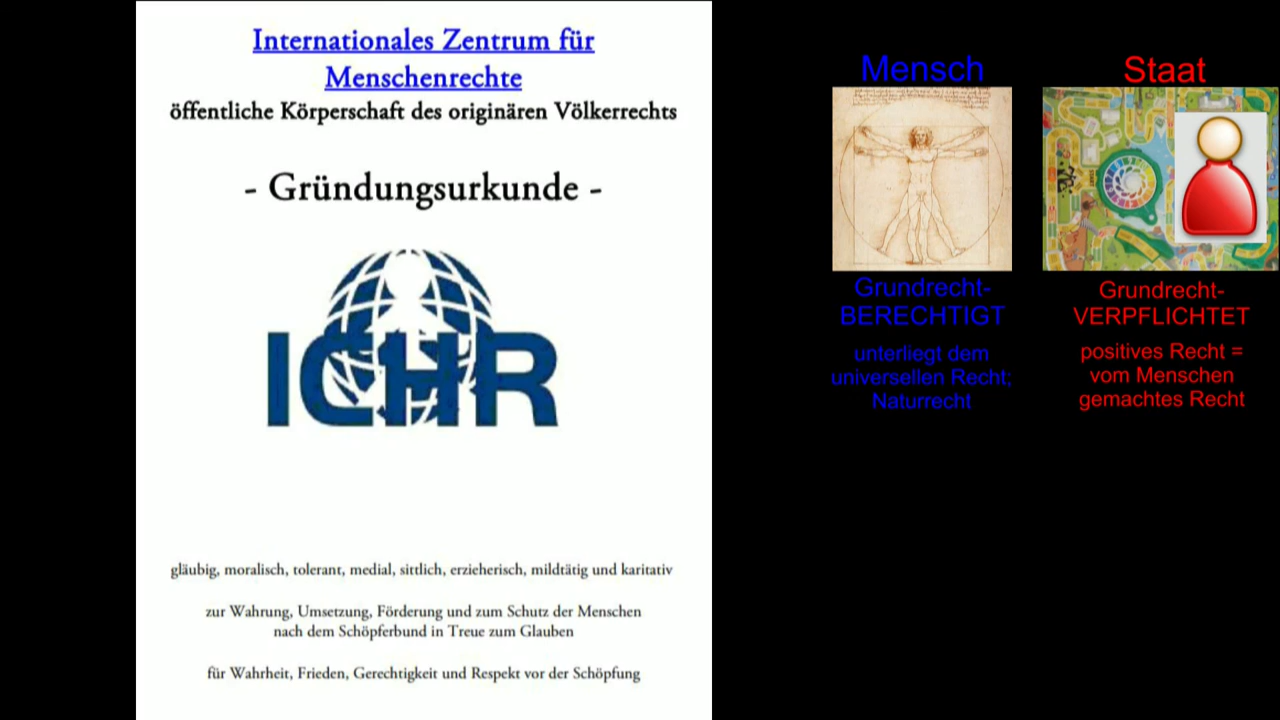 Internationales Zentrum für
Menschenrechte
öffentliche Körperschaft des originären Völkerrechts
- Gründungsurkunde -
ICHR
gläubig, moralisch, tolerant, medial, sittlich, erzieherisch, mildtätig und karitativ
zur Wahrung, Umsetzung, Förderung und zum Schutz der Menschen
nach dem Schöpferbund in Treue zum Glauben
für Wahrheit, Frieden, Gerechtigkeit und Respekt vor der Schöpfung
Mensch
Grundrecht-
BERECHTIGT
unterliegt dem
universellen Recht;
Naturrecht
Staat
Grundrecht-
VERPFLICHTET
positives Recht =
vom Menschen
gemachtes Recht